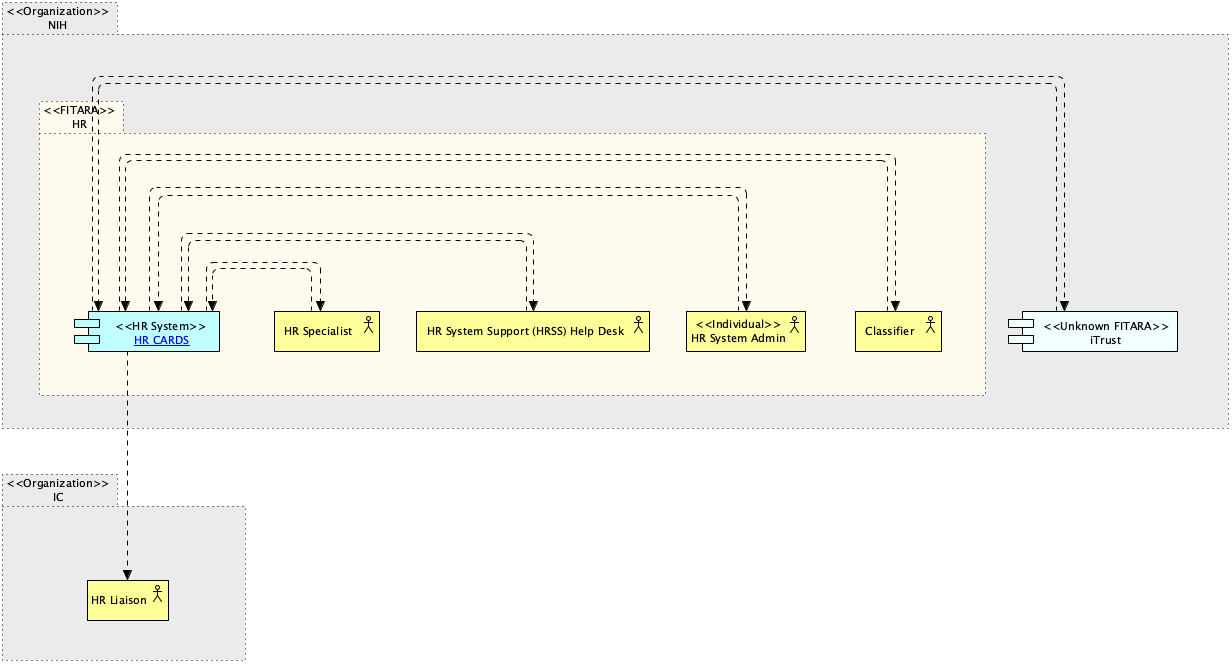 <<Organization>>
NIH
<<FITARA>>
HR
<<HR System>>
HR CARDS
HR Specialist
HR System Support (HRSS) Help Desk
<<Individual>>
HR System Admin
Classifier
<<Unknown FITARA>>
iTrust
<<Organization>>
IC
HR Liaison